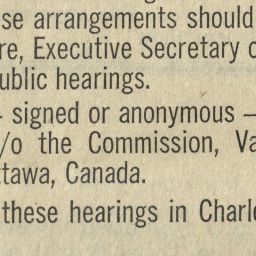 se arrangements should
re, Executive Secretary o
ublic hearings.
- signed or anonymous –
/o the Commission, Va
ttawa, Canada.
these hearings in Charl